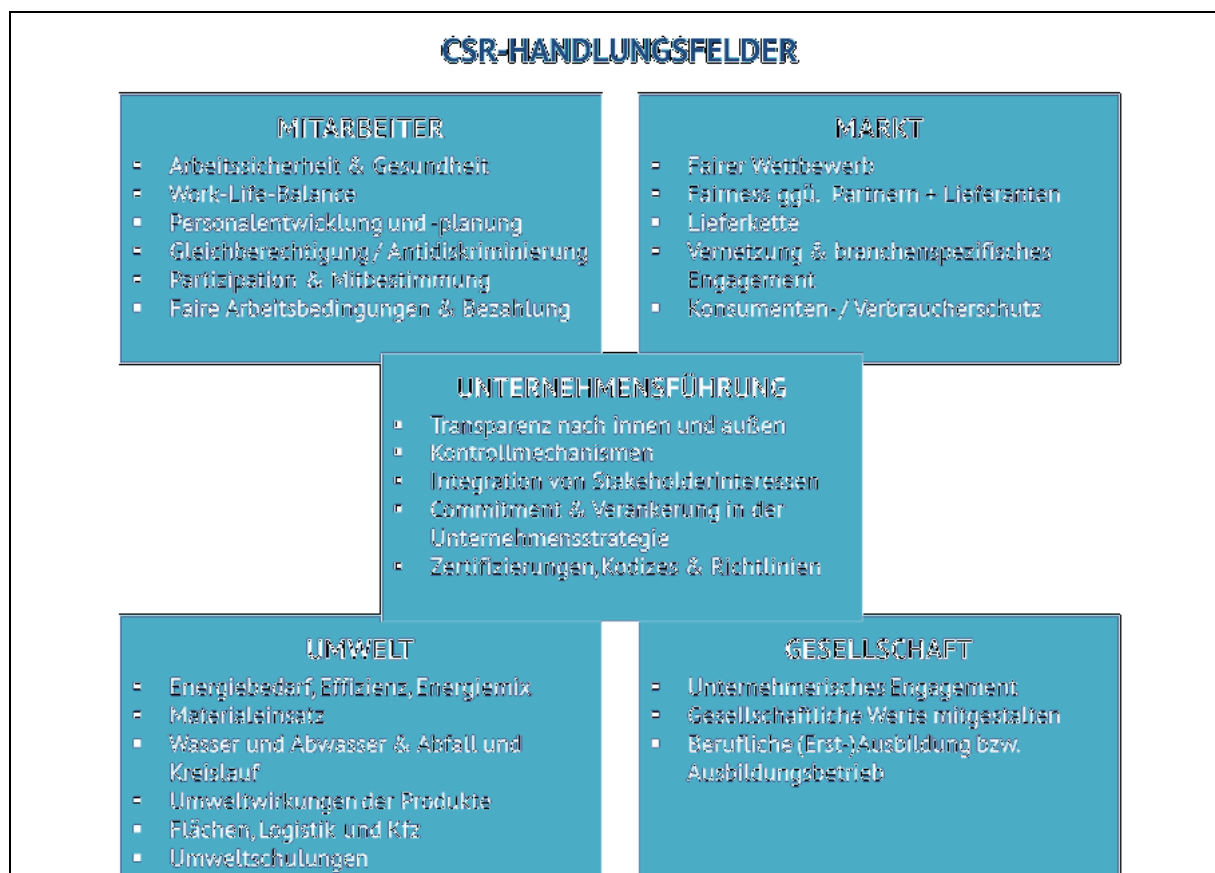 CSR-HANDLUNGSFELDER
MITARBEITER
▪ Arbeitssicherheit & Gesundheit
▪ Work-Life-Balance
▪ Personalentwicklung und -planung
▪ Gleichberechtigung / Antidiskriminierung
▪ Partizipation & Mitbestimmung
▪ Faire Arbeitsbedingungen & Bezahlung
MARKT
▪ Fairer Wettbewerb
▪ Fairness ggü. Partnern + Lieferanten
▪ Lieferkette
▪ Vernetzung & branchenspezifisches
Engagement
▪ Konsumenten-/ Verbraucherschutz
UNTERNEHMENSFÜHRUNG
▪ Transparenz nach innen und außen
▪ Kontrollmechanismen
▪ Integration von Stakeholderinteressen
▪ Commitment & Verankerung in der
Unternehmensstrategie
▪ Zertifizierungen, Kodizes & Richtlinien
UMWELT
▪ Energiebedarf, Effizienz, Energiemix
▪ Materialeinsatz
▪ Wasser und Abwasser & Abfall und
Kreislauf
▪ Umweltwirkungen der Produkte
▪ Flächen, Logistik und Kfz
▪ Umweltschulungen
GESELLSCHAFT
▪ Unternehmerisches Engagement
▪ Gesellschaftliche Werte mitgestalten
▪ Berufliche (Erst-)Ausbildung bzw.
Ausbildungsbetrieb